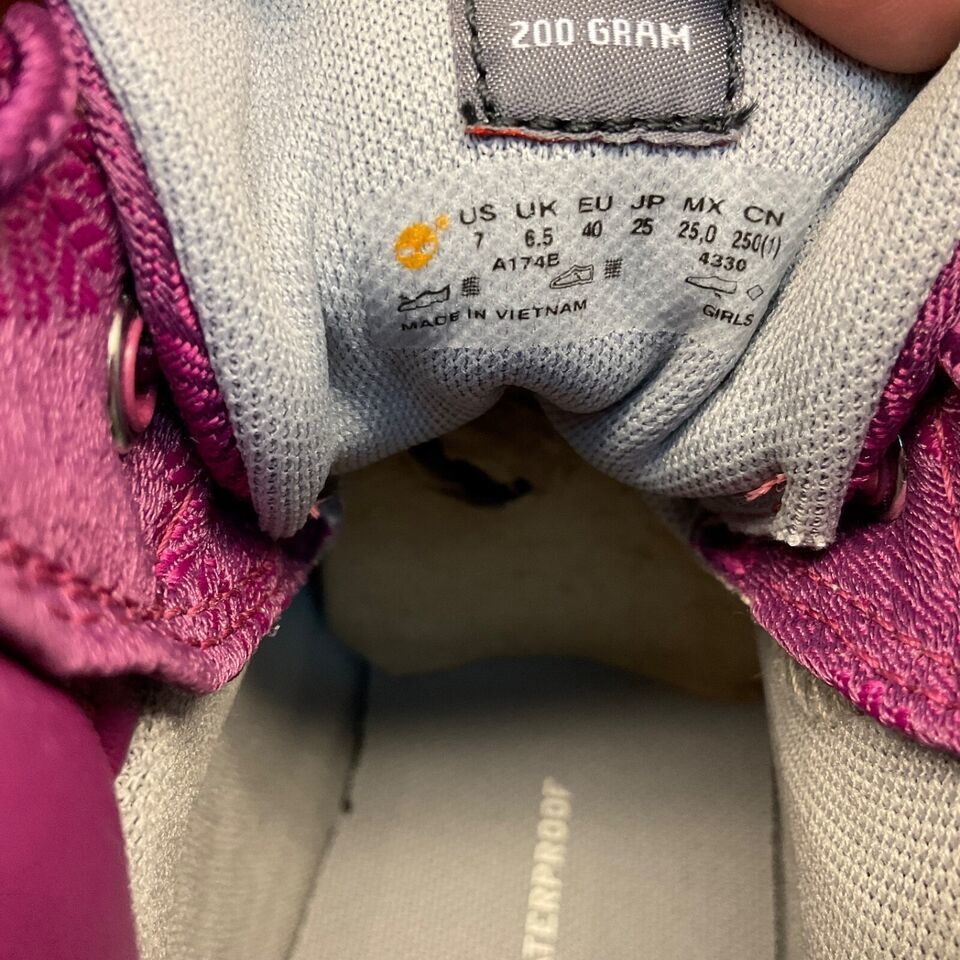 200 GRAM
US UK EU JP MX CN
7 6.5 40 25 25,0 250(1)
A174B 4330
MADE IN VIETNAM GIRLS
ATERPROOF